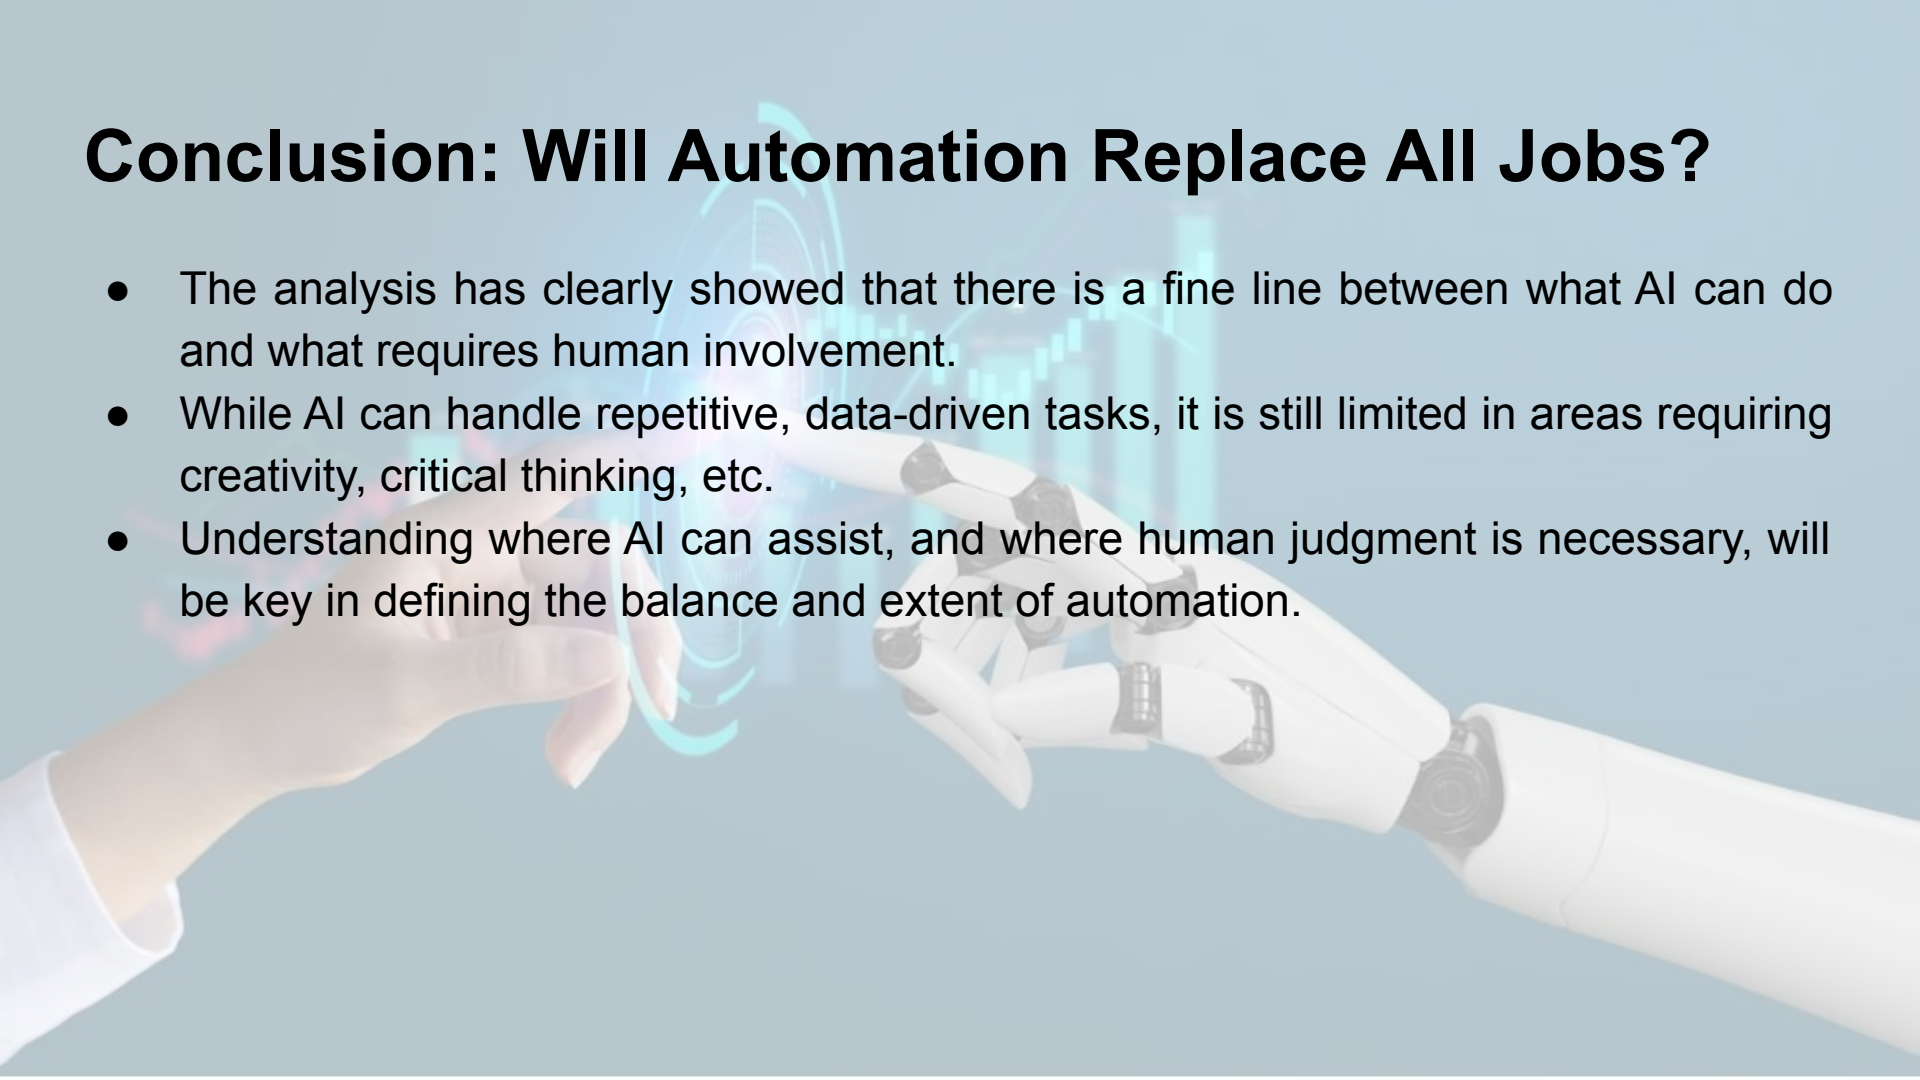 Conclusion: Will Automation Replace All Jobs?
● The analysis has clearly showed that there is a fine line between what AI can do
and what requires human involvement.
● While AI can handle repetitive, data-driven tasks, it is still limited in areas requiring
creativity, critical thinking, etc.
● Understanding where AI can assist, and where human judgment is necessary, will
be key in defining the balance and extent of automation.